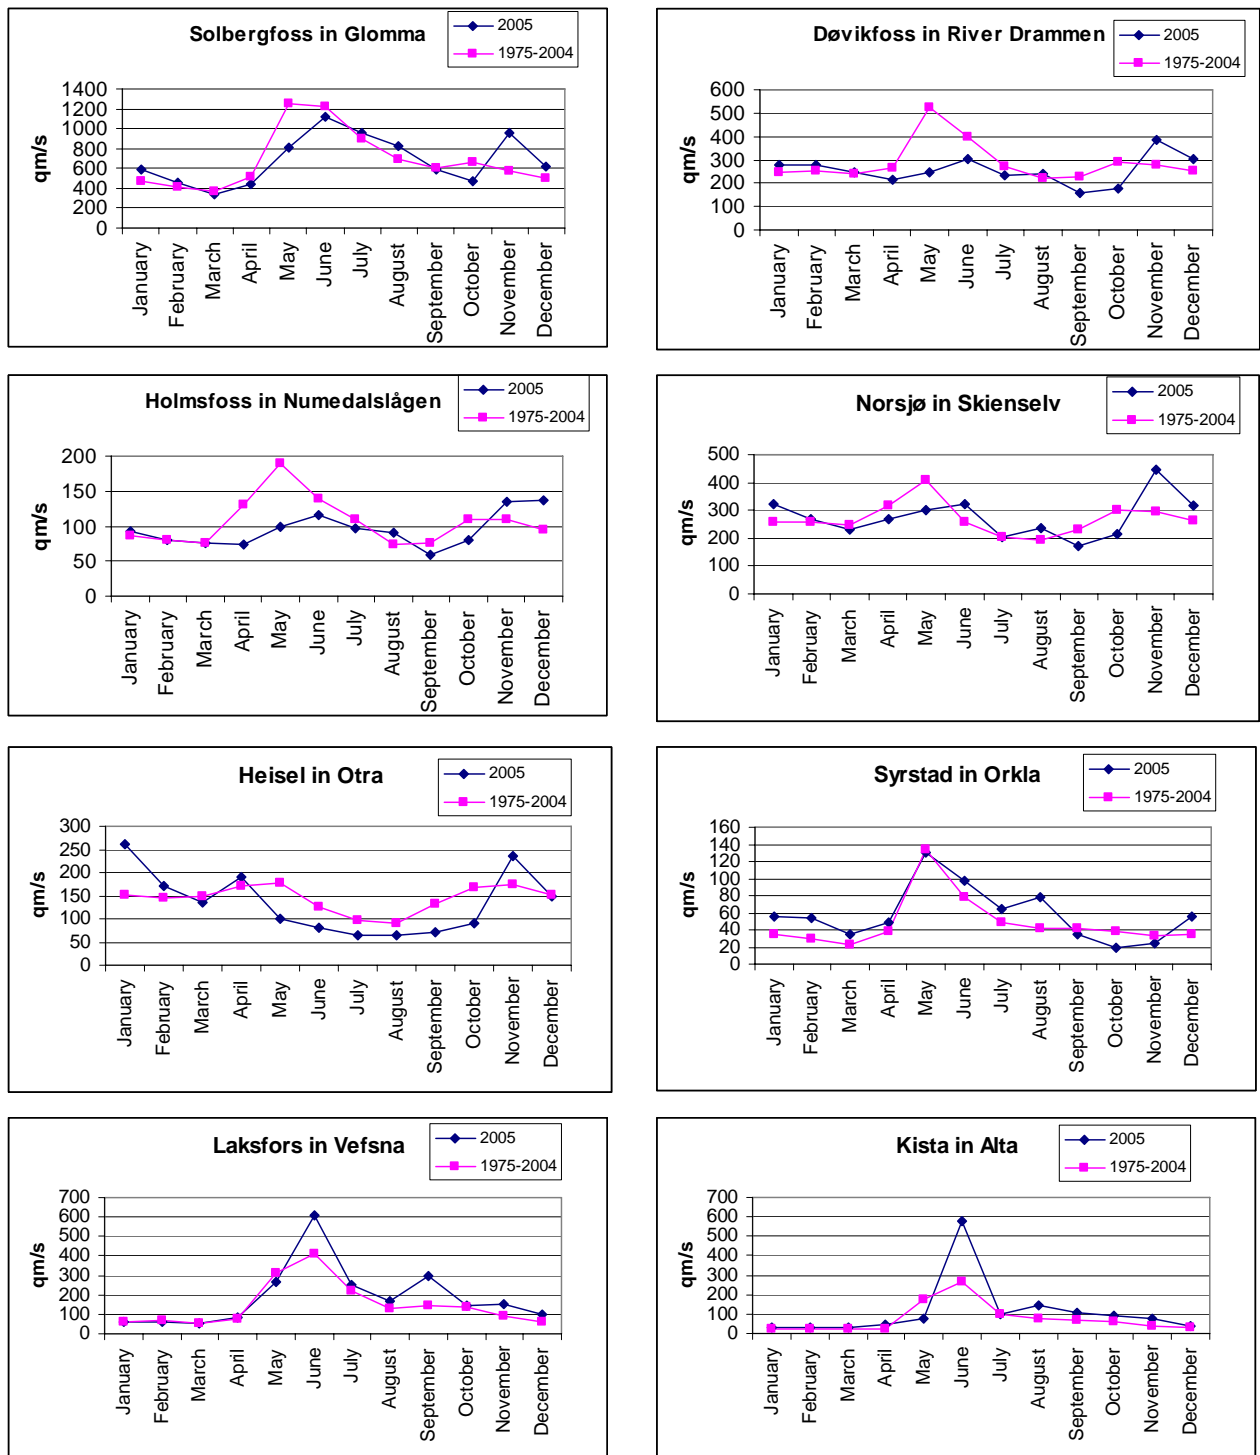 Solbergfoss in Glomma
2005
1975-2004
qm/s
1400
1200
1000
800
600
400
200
0
January
February
March
April
May
June
July
August
September
October
November
December
Døvikfoss in River Drammen
2005
1975-2004
qm/s
600
500
400
300
200
100
0
January
February
March
April
May
June
July
August
September
October
November
December
Holmsfoss in Numedalslågen
2005
1975-2004
qm/s
200
150
100
50
0
January
February
March
April
May
June
July
August
September
October
November
December
Norsjø in Skienselv
2005
1975-2004
qm/s
500
400
300
200
100
0
January
February
March
April
May
June
July
August
September
October
November
December
Heisel in Otra
2005
1975-2004
qm/s
300
250
200
150
100
50
0
January
February
March
April
May
June
July
August
September
October
November
December
Syrstad in Orkla
2005
1975-2004
qm/s
160
140
120
100
80
60
40
20
0
January
February
March
April
May
June
July
August
September
October
November
December
Laksfors in Vefsna
2005
1975-2004
qm/s
700
600
500
400
300
200
100
0
January
February
March
April
May
June
July
August
September
October
November
December
Kista in Alta
2005
1975-2004
qm/s
700
600
500
400
300
200
100
0
January
February
March
April
May
June
July
August
September
October
November
December